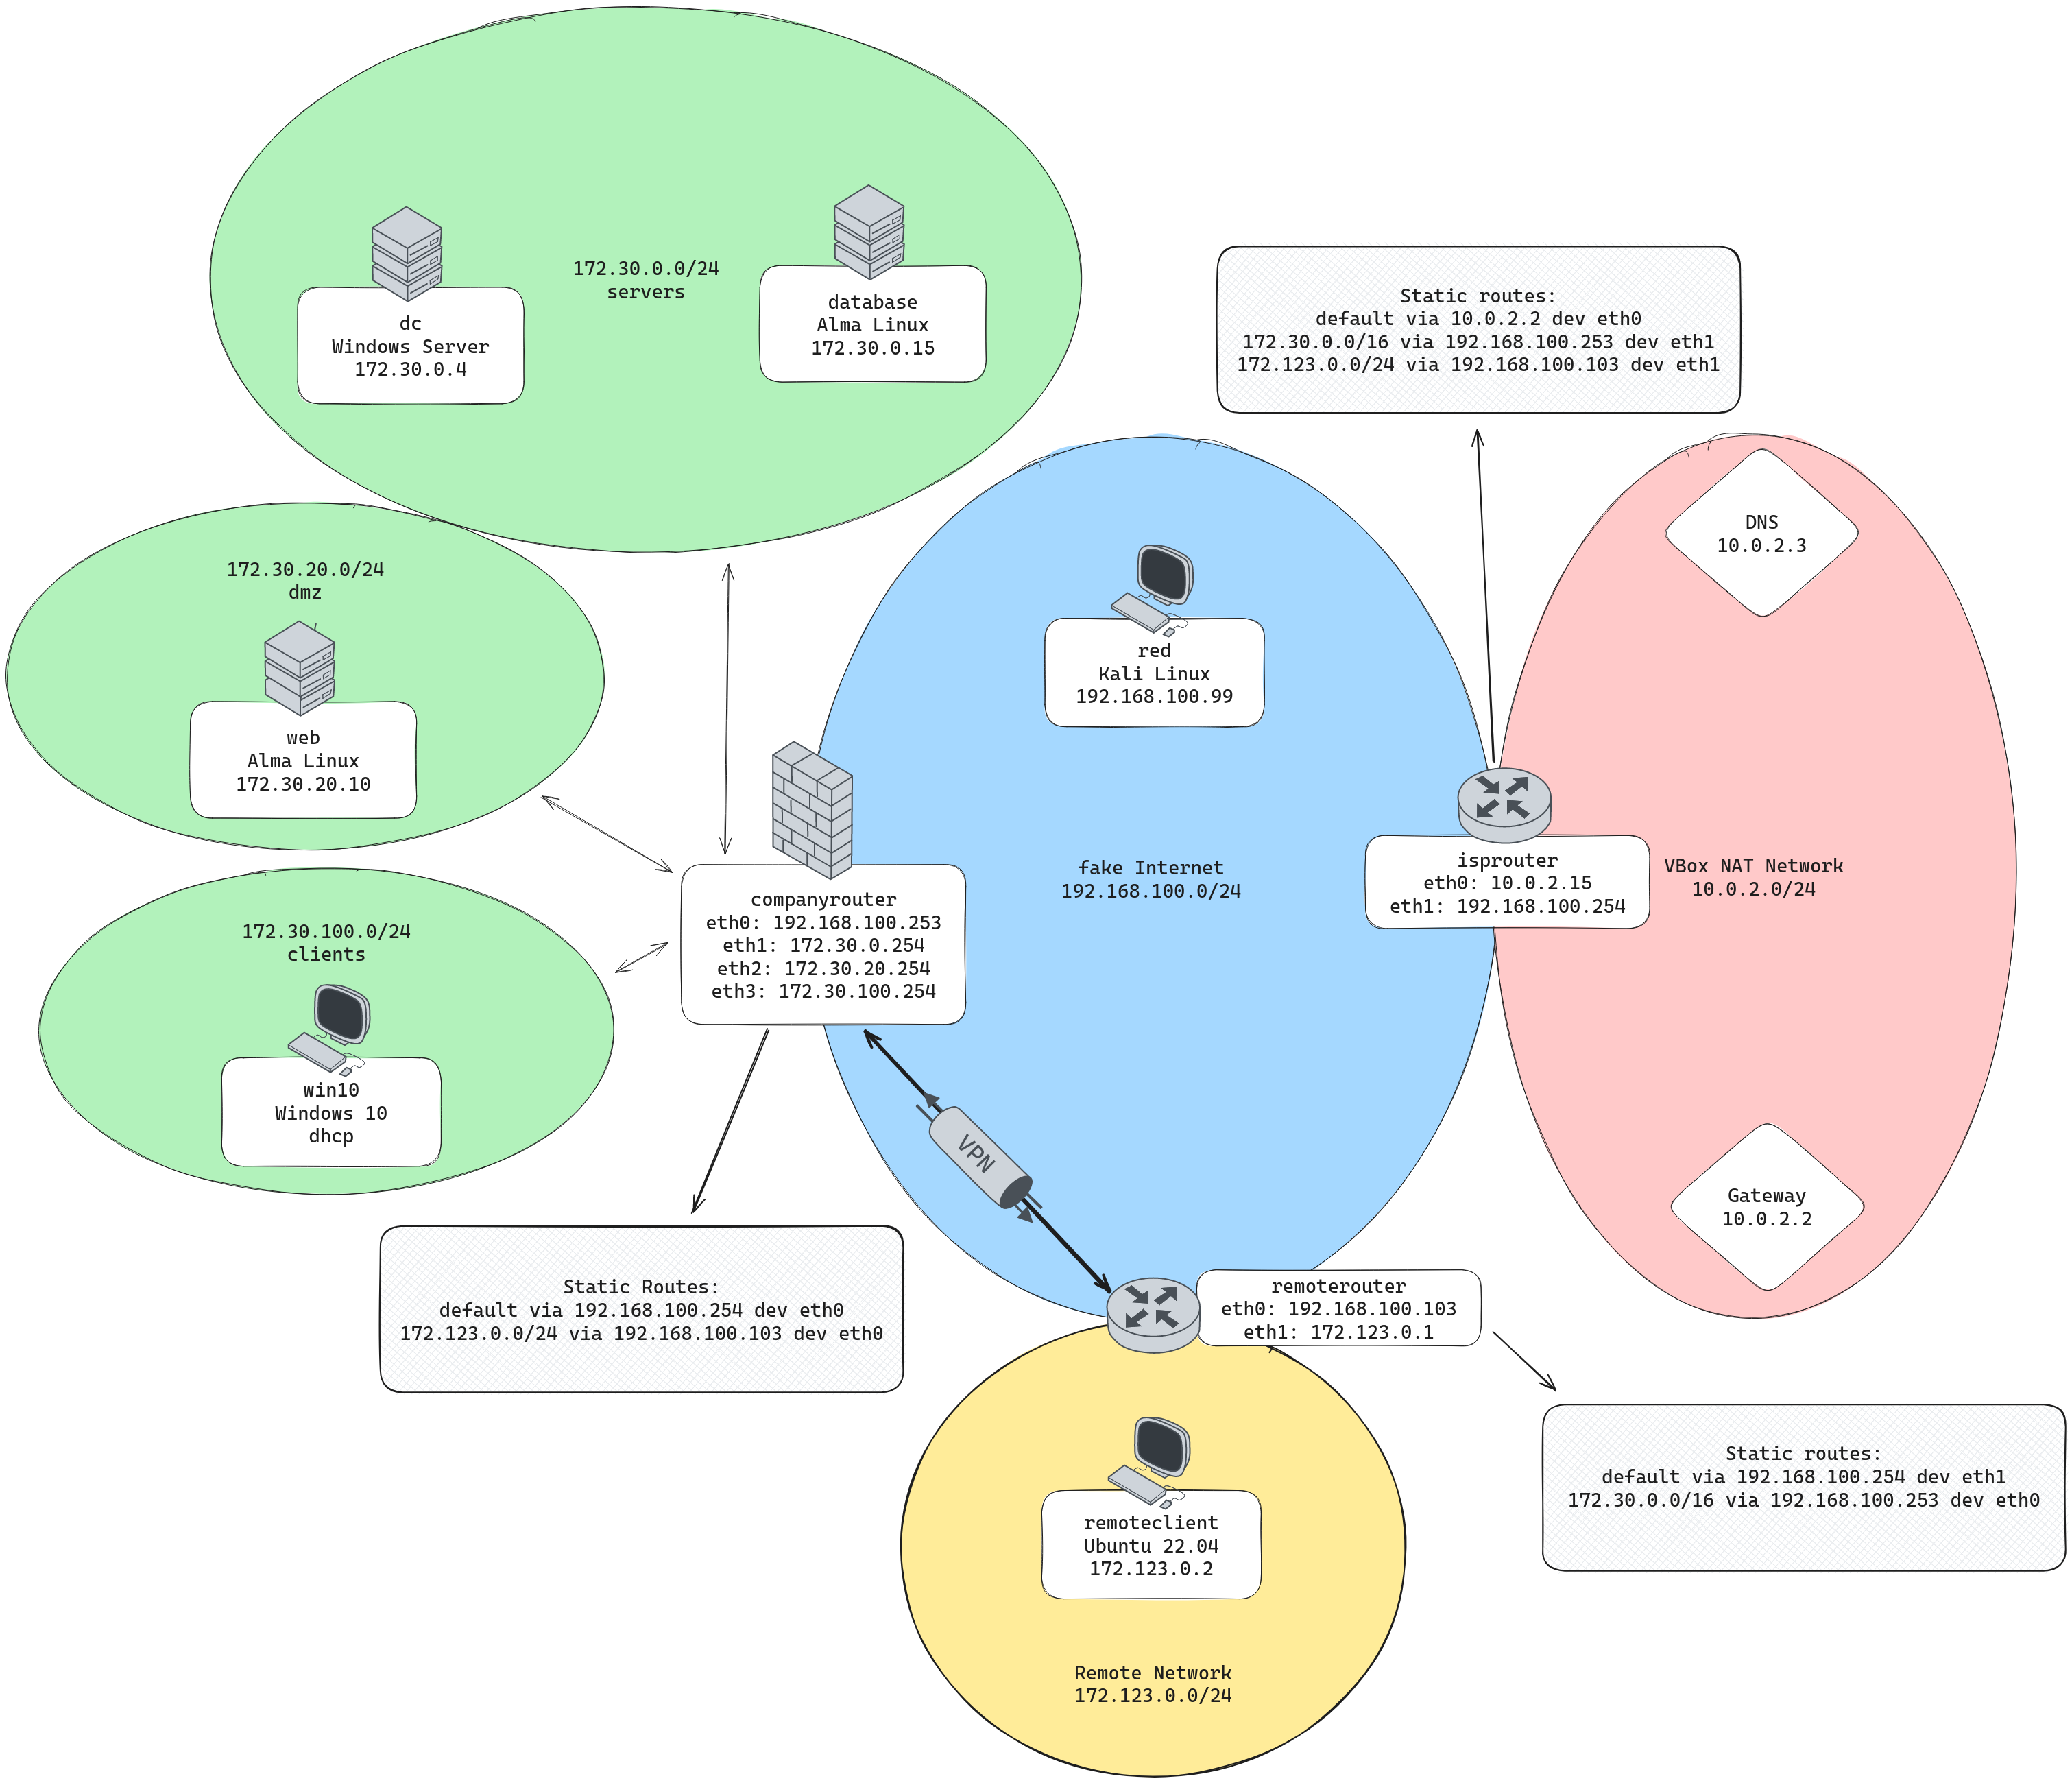 172.30.0.0/24
servers
dc
Windows Server
172.30.0.4
database
Alma Linux
172.30.0.15
Static routes:
default via 10.0.2.2 dev eth0
172.30.0.0/16 via 192.168.100.253 dev eth1
172.123.0.0/24 via 192.168.100.103 dev eth1
172.30.20.0/24
dmz
web
Alma Linux
172.30.20.10
red
Kali Linux
192.168.100.99
DNS
10.0.2.3
fake Internet
192.168.100.0/24
isprouter
eth0: 10.0.2.15
eth1: 192.168.100.254
VBox NAT Network
10.0.2.0/24
companyrouter
eth0: 192.168.100.253
eth1: 172.30.0.254
eth2: 172.30.20.254
eth3: 172.30.100.254
172.30.100.0/24
clients
win10
Windows 10
dhcp
VPN
Gateway
10.0.2.2
Static Routes:
default via 192.168.100.254 dev eth0
172.123.0.0/24 via 192.168.100.103 dev eth0
remoterouter
eth0: 192.168.100.103
eth1: 172.123.0.1
Static routes:
default via 192.168.100.254 dev eth1
172.30.0.0/16 via 192.168.100.253 dev eth0
remoteclient
Ubuntu 22.04
172.123.0.2
Remote Network
172.123.0.0/24